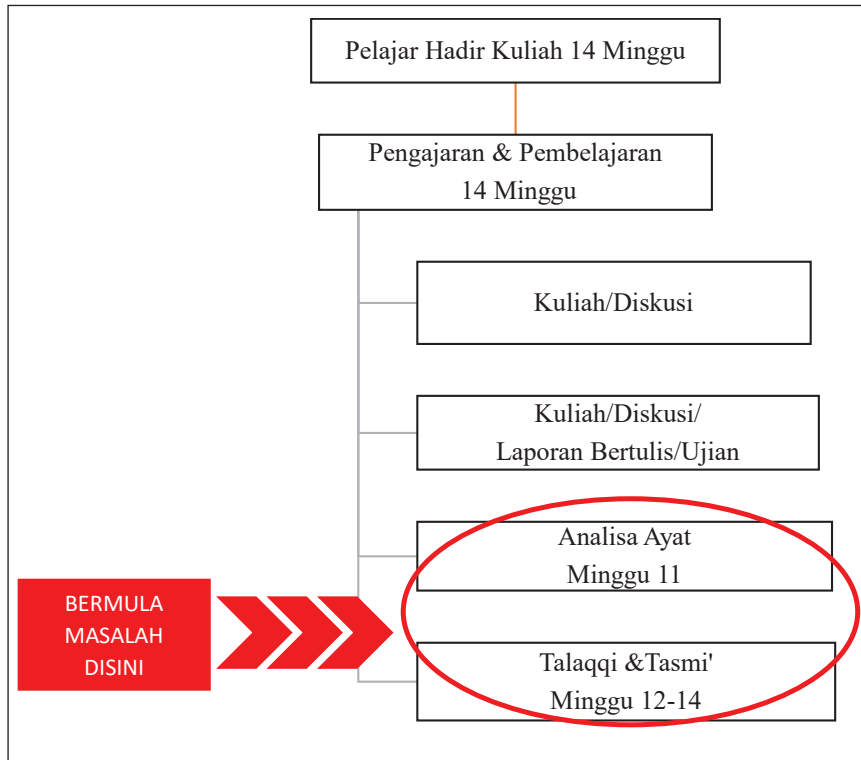 Pelajar Hadir Kuliah 14 Minggu
Pengajaran & Pembelajaran
14 Minggu
Kuliah/Diskusi
Kuliah/Diskusi/
Laporan Bertulis/Ujian
Analisa Ayat
Minggu 11
BERMULA
MASALAH
DISINI
Talaqqi &Tasmi'
Minggu 12-14